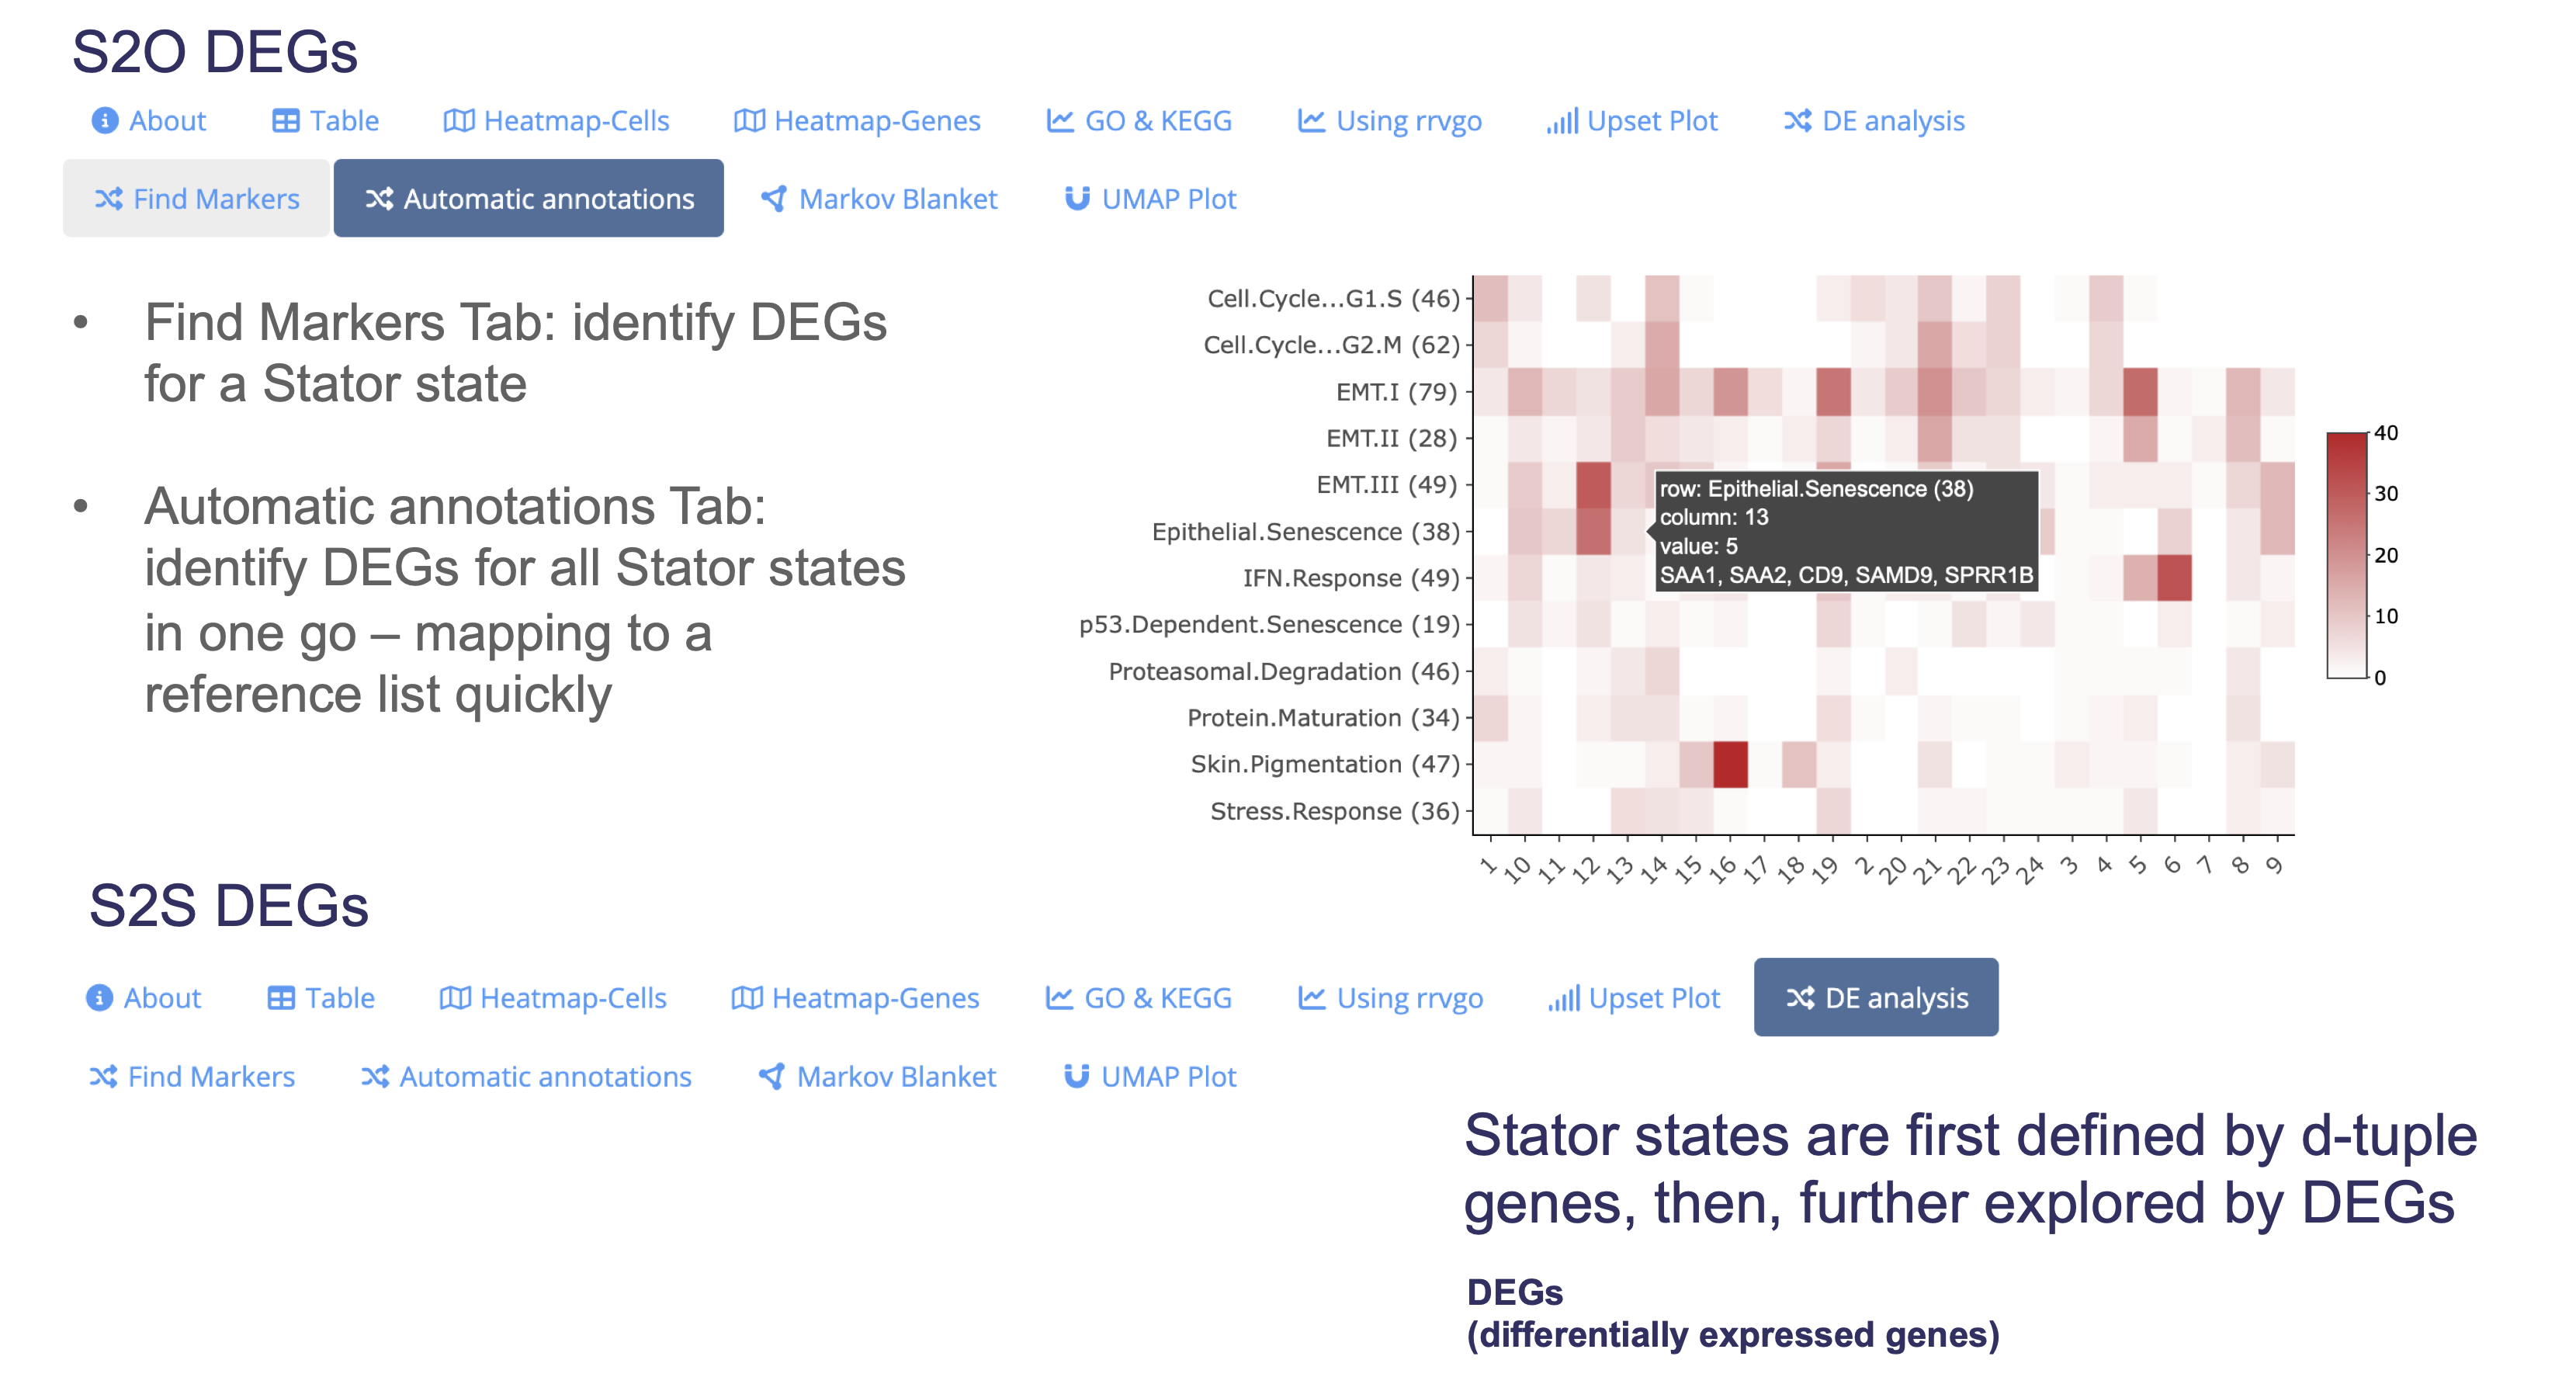 S2O DEGs
About Table Heatmap-Cells Heatmap-Genes GO & KEGG Using rrvgo Upset Plot DE analysis
Find Markers Automatic annotations Markov Blanket UMAP Plot
• Find Markers Tab: identify DEGs
for a Stator state
• Automatic annotations Tab:
identify DEGs for all Stator states
in one go – mapping to a
reference list quickly
Cell.Cycle...G1.S (46)
Cell.Cycle...G2.M (62)
EMT.I (79)
EMT.II (28)
EMT.III (49)
Epithelial.Senescence (38)
IFN.Response (49)
p53.Dependent.Senescence (19)
Proteasomal.Degradation (46)
Protein.Maturation (34)
Skin.Pigmentation (47)
Stress.Response (36)
row: Epithelial.Senescence (38)
column: 13
value: 5
SAA1, SAA2, CD9, SAMD9, SPRR1B
1 10 11 12 13 14 15 16 17 18 19 2 20 21 22 23 24 3 4 5 6 7 8 9
40
30
20
10
0
S2S DEGs
About Table Heatmap-Cells Heatmap-Genes GO & KEGG Using rrvgo Upset Plot DE analysis
Find Markers Automatic annotations Markov Blanket UMAP Plot
Stator states are first defined by d-tuple
genes, then, further explored by DEGs
DEGs
(differentially expressed genes)